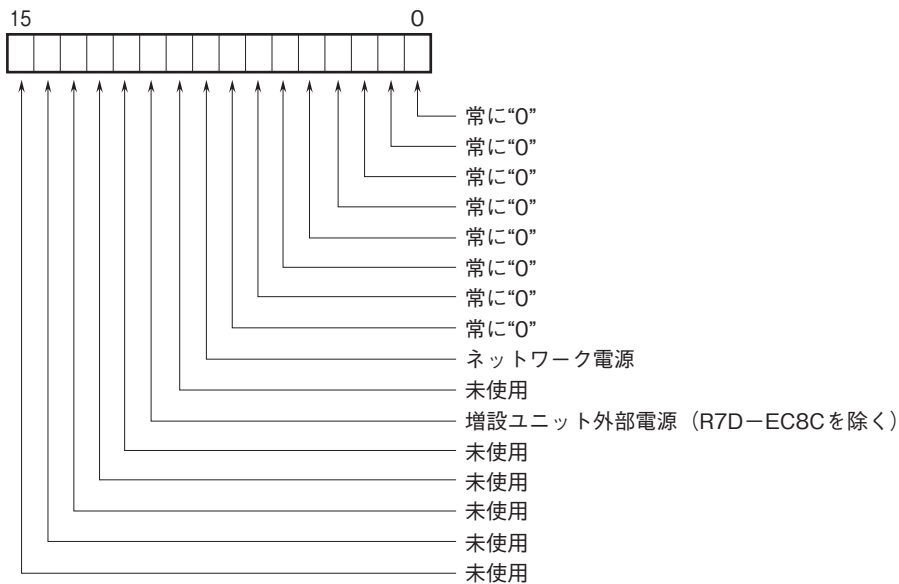 15 0
常に“0”
常に“0”
常に“0”
常に“0”
常に“0”
常に“0”
常に“0”
常に“0”
ネットワーク電源
未使用
増設ユニット外部電源（R7D－EC8Cを除く）
未使用
未使用
未使用
未使用
未使用